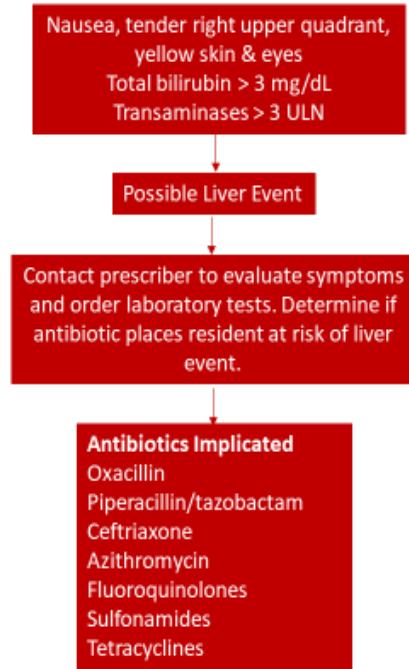 Nausea, tender right upper quadrant,
yellow skin & eyes
Total bilirubin > 3 mg/dL
Transaminases > 3 ULN
Possible Liver Event
Contact prescriber to evaluate symptoms
and order laboratory tests. Determine if
antibiotic places resident at risk of liver
event.
Antibiotics Implicated
Oxacillin
Piperacillin/tazobactam
Ceftriaxone
Azithromycin
Fluoroquinolones
Sulfonamides
Tetracyclines